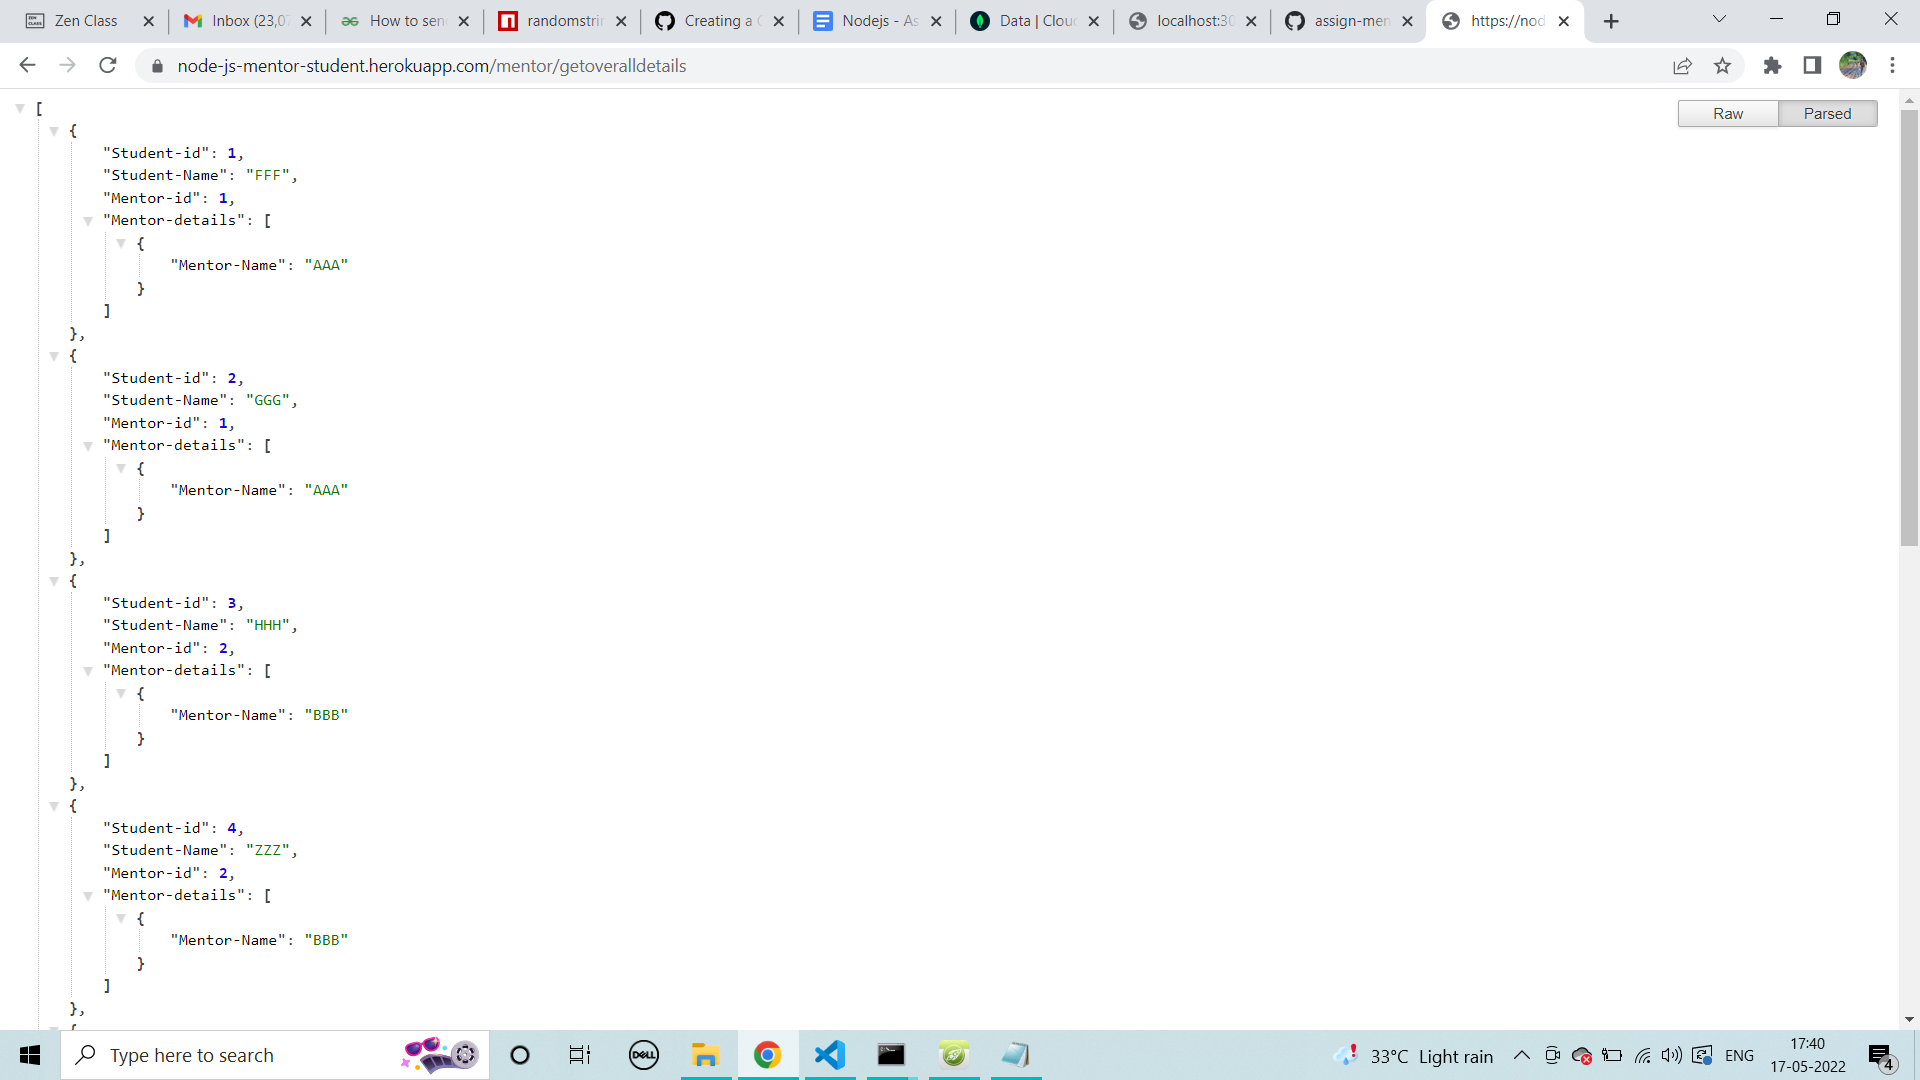 Zen Class
Inbox (23,07
How to sen
randomstrin
Creating a G
Nodejs - As
Data | Cloud
localhost:30
assign-men
https://nod
node-js-mentor-student.herokuapp.com/mentor/getoveralldetails
Raw
Parsed
[
{
"Student-id": 1,
"Student-Name": "FFF",
"Mentor-id": 1,
"Mentor-details": [
{
"Mentor-Name": "AAA"
}
]
},
{
"Student-id": 2,
"Student-Name": "GGG",
"Mentor-id": 1,
"Mentor-details": [
{
"Mentor-Name": "AAA"
}
]
},
{
"Student-id": 3,
"Student-Name": "HHH",
"Mentor-id": 2,
"Mentor-details": [
{
"Mentor-Name": "BBB"
}
]
},
{
"Student-id": 4,
"Student-Name": "ZZZ",
"Mentor-id": 2,
"Mentor-details": [
{
"Mentor-Name": "BBB"
}
]
},
{
Type here to search
DELL
33°C Light rain
ENG
17:40
17-05-2022
4